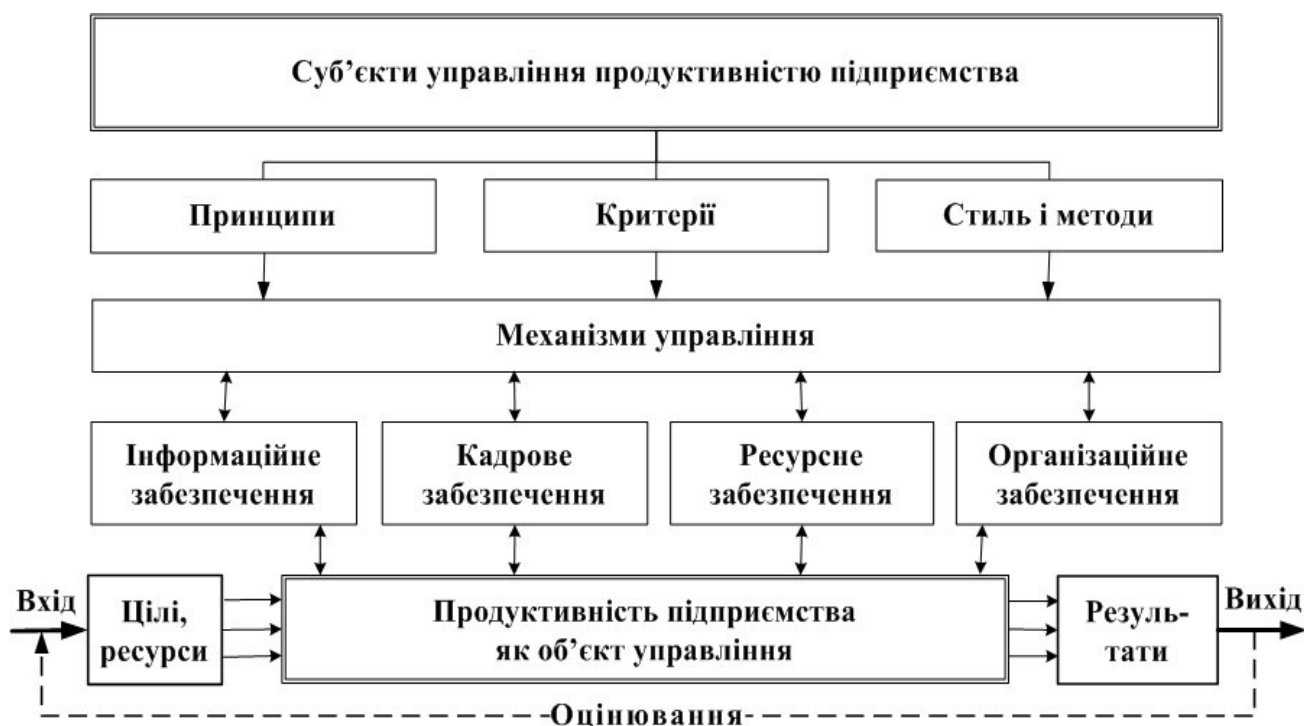 Суб’єкти управління продуктивністю підприємства
Принципи
Критерії
Стиль і методи
Механізми управління
Інформаційне
забезпечення
Кадрове
забезпечення
Ресурсне
забезпечення
Організаційне
забезпечення
Вхід
Цілі,
ресурси
Продуктивність підприємства
як об’єкт управління
Резуль-
тати
Вихід
Оцінювання